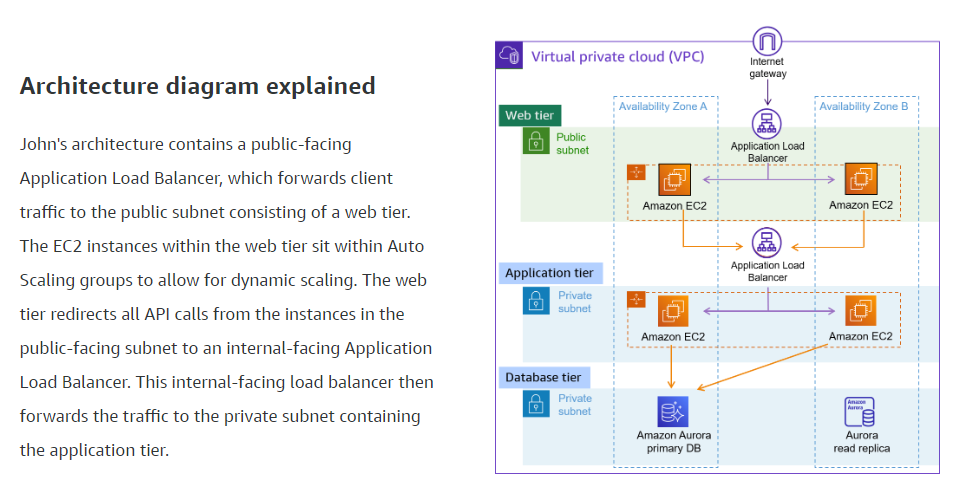 Architecture diagram explained
John's architecture contains a public-facing
Application Load Balancer, which forwards client
traffic to the public subnet consisting of a web tier.
The EC2 instances within the web tier sit within Auto
Scaling groups to allow for dynamic scaling. The web
tier redirects all API calls from the instances in the
public-facing subnet to an internal-facing Application
Load Balancer. This internal-facing load balancer then
forwards the traffic to the private subnet containing
the application tier.
Virtual private cloud (VPC)
Internet
gateway
Availability Zone A
Availability Zone B
Web tier
Public
subnet
Application Load
Balancer
Amazon EC2
Amazon EC2
Application Load
Balancer
Application tier
Private
subnet
Amazon EC2
Amazon EC2
Database tier
Private
subnet
Amazon Aurora
primary DB
Amazon
Aurora
Aurora
read replica